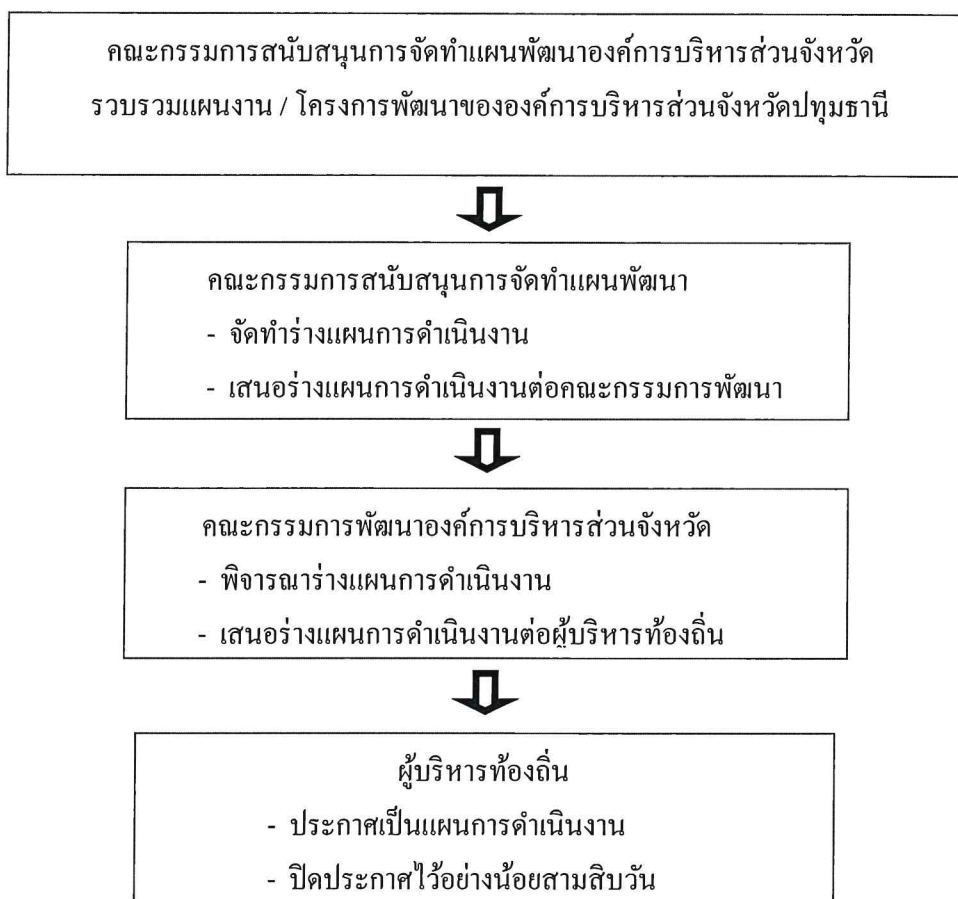 คณะกรรมการสนับสนุนการจัดทำแผนพัฒนาองค์การบริหารส่วนจังหวัด
รวบรวมแผนงาน / โครงการพัฒนาขององค์การบริหารส่วนจังหวัดปทุมธานี
คณะกรรมการสนับสนุนการจัดทำแผนพัฒนา
- จัดทำร่างแผนการดำเนินงาน
- เสนอร่างแผนการดำเนินงานต่อคณะกรรมการพัฒนา
คณะกรรมการพัฒนาองค์การบริหารส่วนจังหวัด
- พิจารณาร่างแผนการดำเนินงาน
- เสนอร่างแผนการดำเนินงานต่อผู้บริหารท้องถิ่น
ผู้บริหารท้องถิ่น
- ประกาศเป็นแผนการดำเนินงาน
- ปิดประกาศไว้อย่างน้อยสามสิบวัน